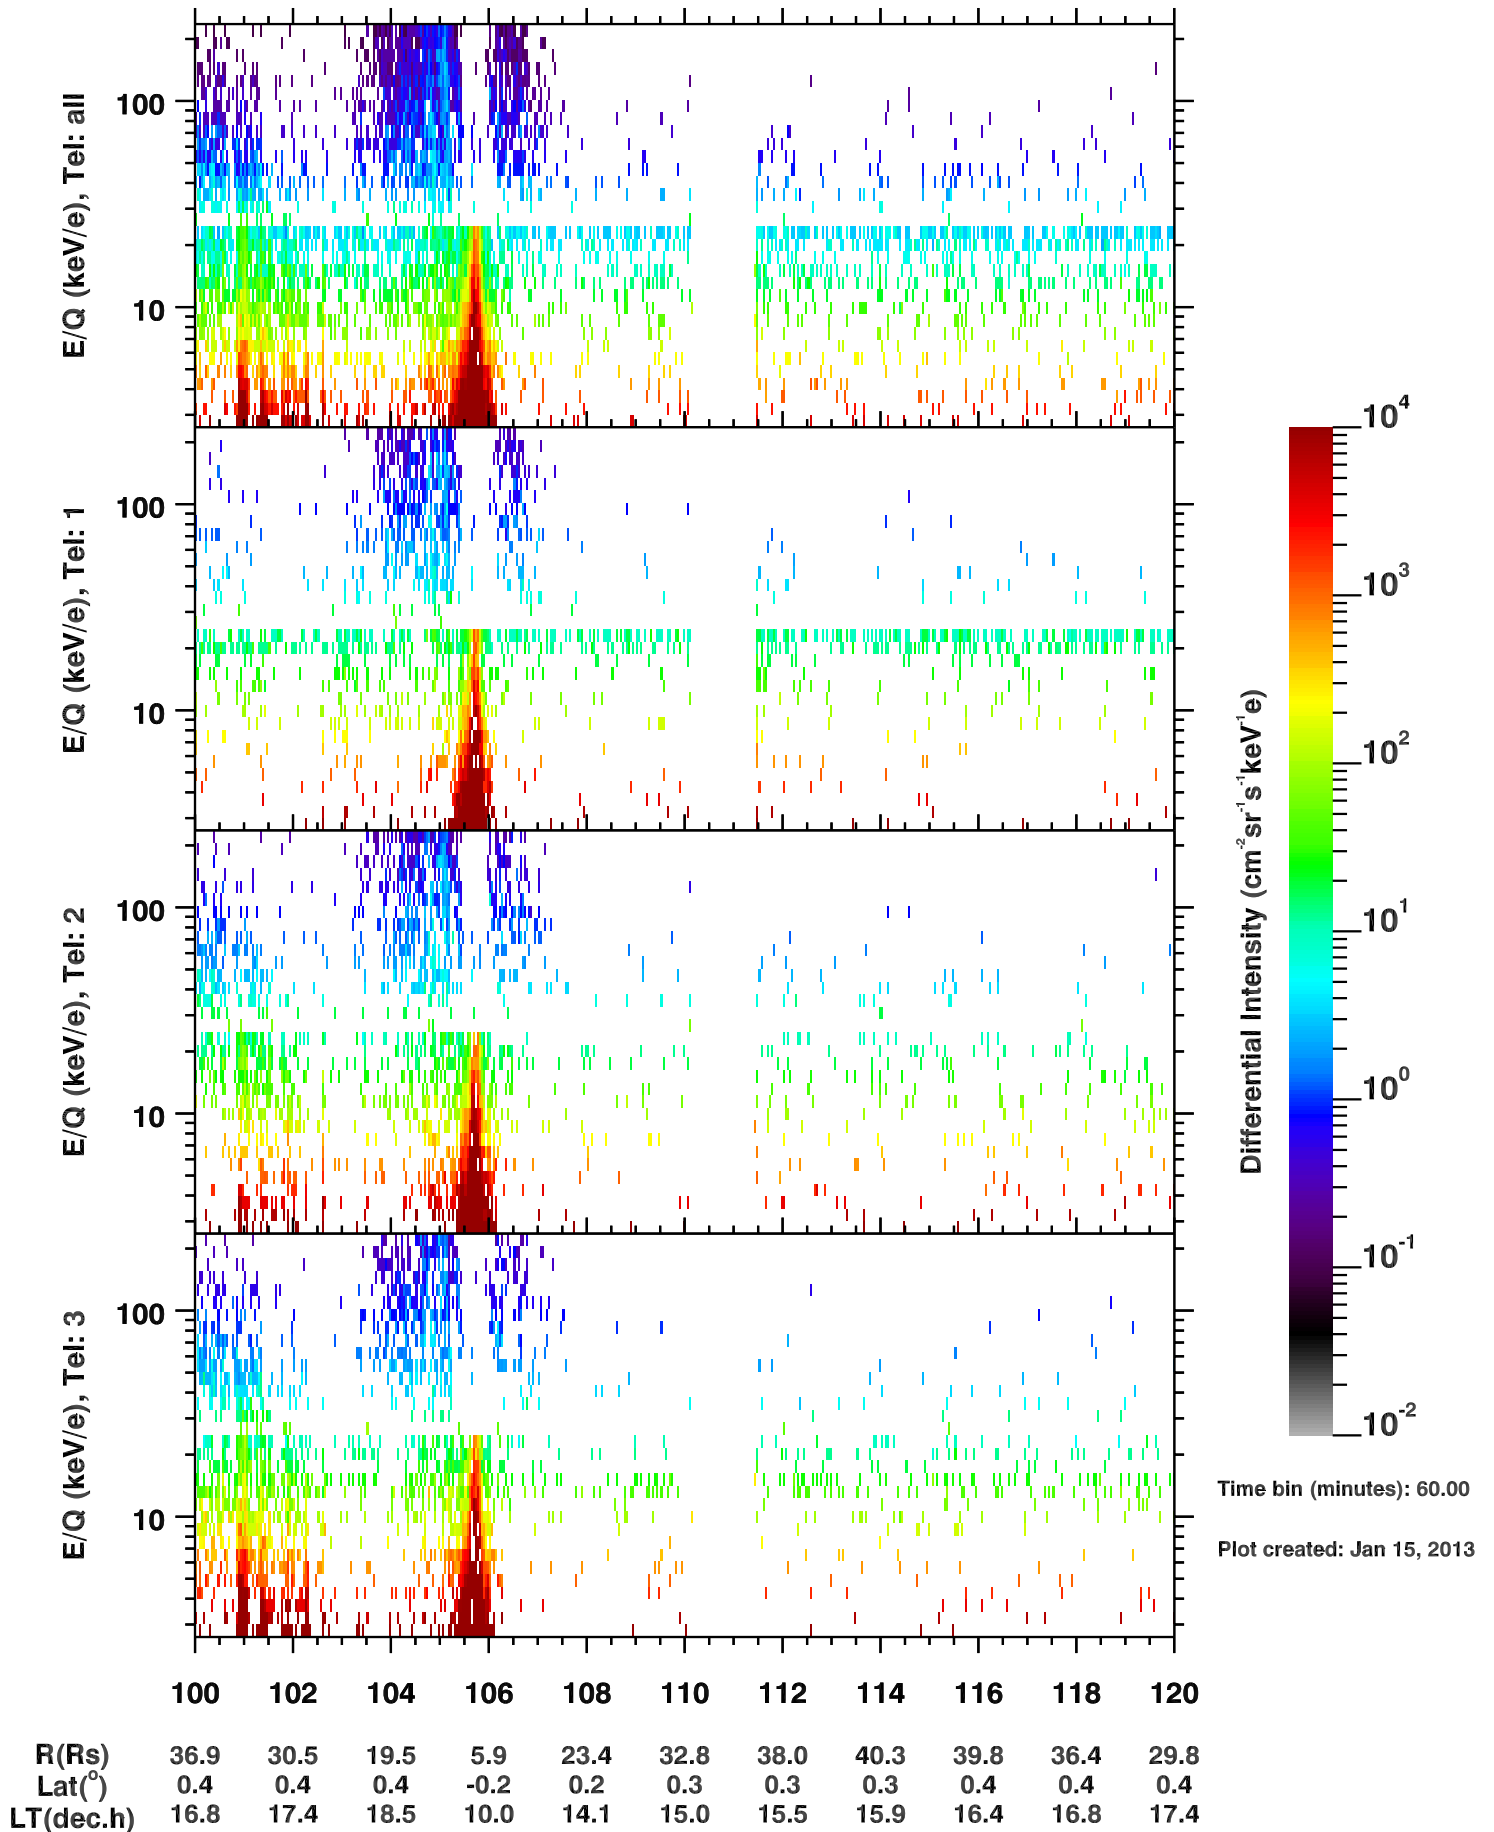 E/Q (keV/e), Tel: all
100
10
E/Q (keV/e), Tel: 1
100
10
E/Q (keV/e), Tel: 2
100
10
E/Q (keV/e), Tel: 3
100
10
10⁴
10³
10²
10¹
10⁰
10⁻¹
10⁻²
Differential Intensity (cm⁻²sr⁻¹s⁻¹keV⁻¹e)
Time bin (minutes): 60.00
Plot created: Jan 15, 2013
100 102 104 106 108 110 112 114 116 118 120
R(Rs) 36.9 30.5 19.5 5.9 23.4 32.8 38.0 40.3 39.8 36.4 29.8
Lat(°) 0.4 0.4 0.4 -0.2 0.2 0.3 0.3 0.3 0.4 0.4 0.4
LT(dec.h) 16.8 17.4 18.5 10.0 14.1 15.0 15.5 15.9 16.4 16.8 17.4